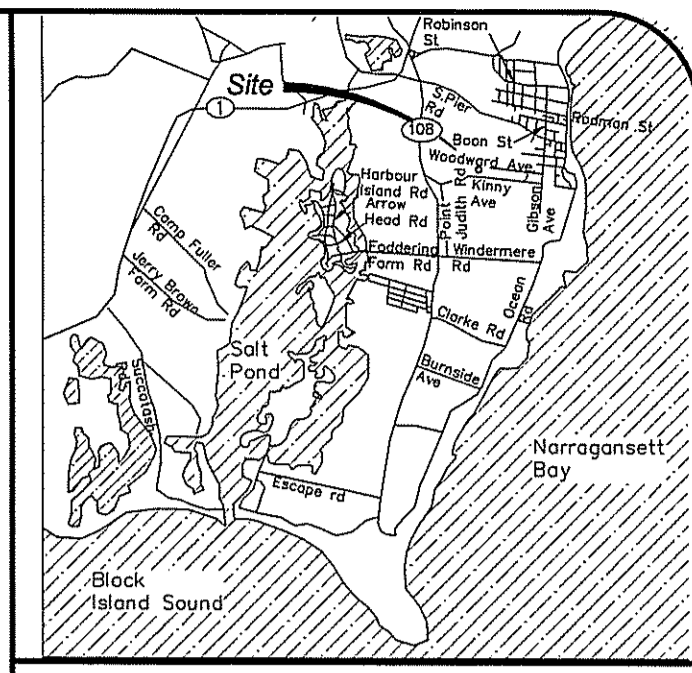 Robinson
St
Site
1
S.Pier
Rd
108
Rodman St
Boon St
Woodward Ave
Harbour
Island Rd
Arrow
Head Rd
Point
Judith Rd
Kinny
Ave
Gibson
Ave
Foddering
Farm Rd
Windermere
Rd
Camp Fuller
Rd
Jerry Brown
Farm Rd
Ocean
Rd
Clarke Rd
Salt
Pond
Burnside
Ave
Succotash
Rd
Narragansett
Bay
Escape rd
Block
Island Sound